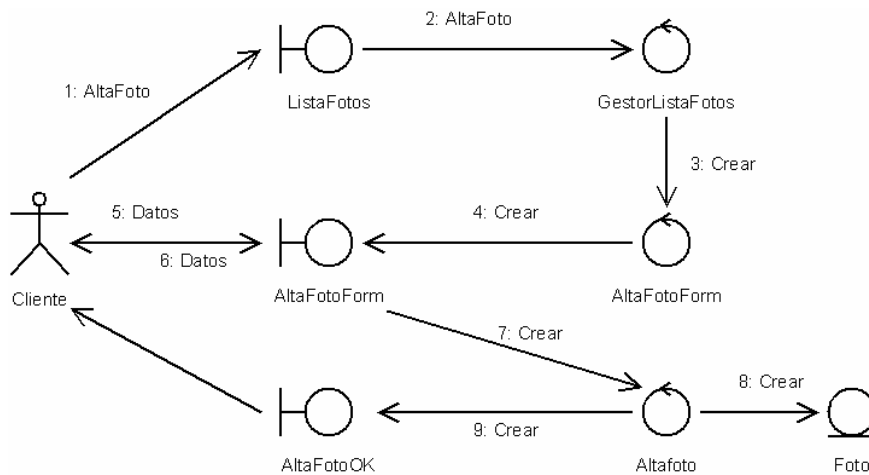 2: AltaFoto
1: AltaFoto
ListaFotos
GestorListaFotos
3: Crear
5: Datos
4: Crear
6: Datos
Cliente
AltaFotoForm
AltaFotoForm
7: Crear
8: Crear
9: Crear
AltaFotoOK
Altafoto
Foto